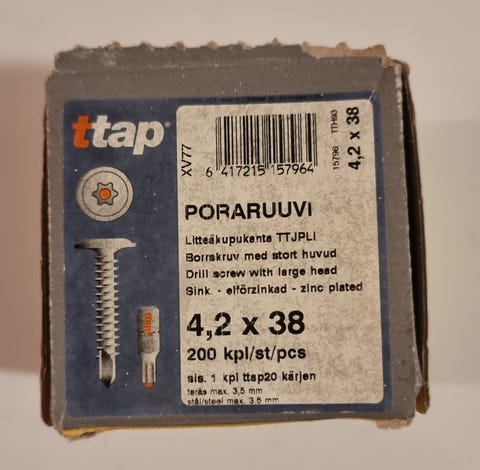 ttap®
XV77
6 417215 157964
15796 TTH93
4,2 x 38
PORARUUVI
Litteäkupukanta TTJPLI
Borrskruv med stort huvud
Drill screw with large head
Sink. - elförzinkad - zinc plated
4,2 x 38
200 kpl/st/pcs
sis. 1 kpl ttap20 kärjen
teräs max. 3,5 mm
stål/steel max. 3.5 mm
ttap